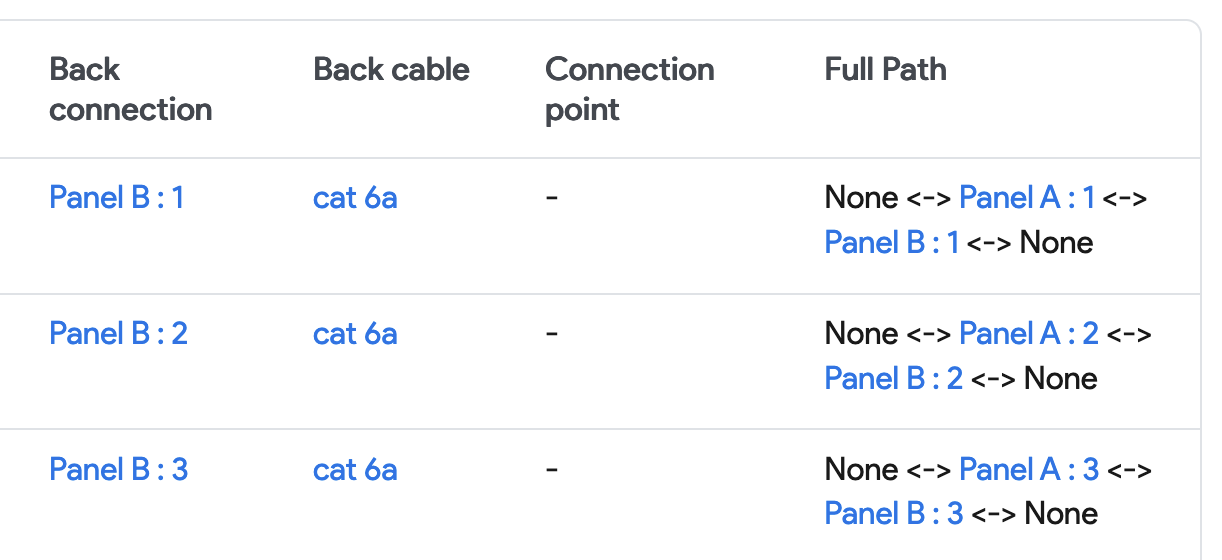 Back connection
Back cable
Connection point
Full Path
Panel B : 1
cat 6a
-
None <-> Panel A : 1 <->
Panel B : 1 <-> None
Panel B : 2
cat 6a
-
None <-> Panel A : 2 <->
Panel B : 2 <-> None
Panel B : 3
cat 6a
-
None <-> Panel A : 3 <->
Panel B : 3 <-> None